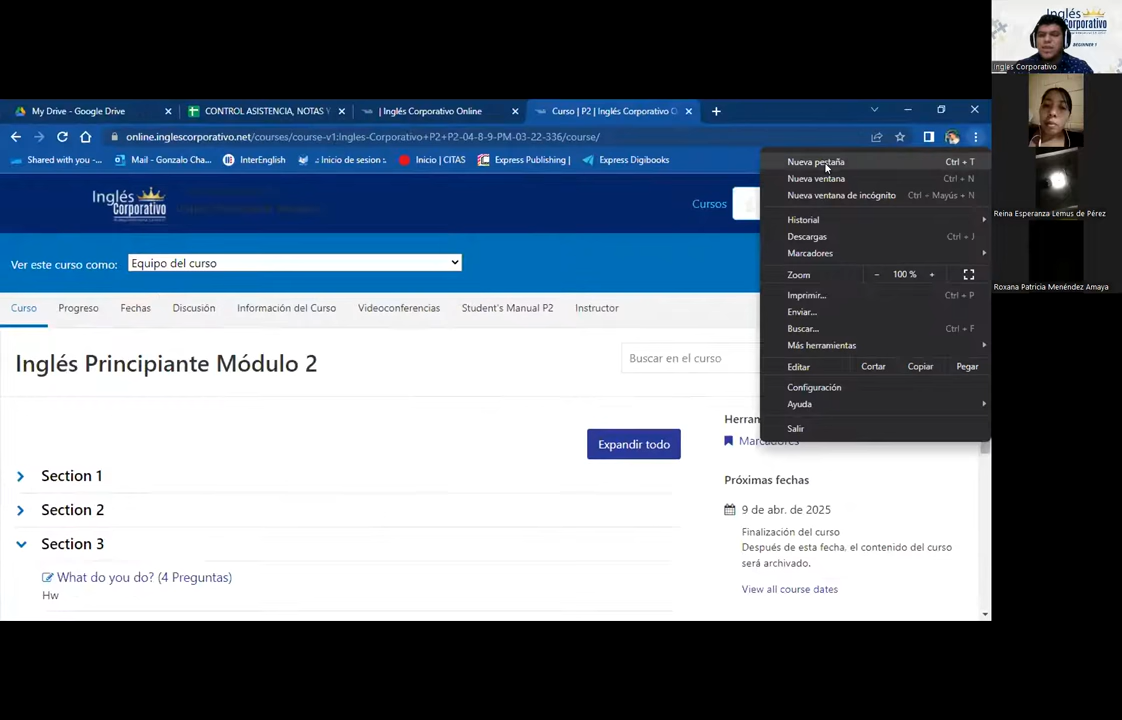 My Drive - Google Drive
CONTROL ASISTENCIA, NOTAS Y
| Inglés Corporativo Online
Curso | P2 | Inglés Corporativo O
online.inglescorporativo.net/courses/course-v1:Ingles-Corporativo+P2+P2-04-8-9-PM-03-22-336/course/
Shared with you -...
Mail - Gonzalo Cha...
InterEnglish
.: Inicio de sesion :.
Inicio | CITAS
Express Publishing |
Express Digibooks
Inglés
Corporativo
Cursos
Ver este curso como:
Equipo del curso
Curso
Progreso
Fechas
Discusión
Información del Curso
Videoconferencias
Student's Manual P2
Instructor
Inglés Principiante Módulo 2
Buscar en el curso
Expandir todo
Section 1
Section 2
Section 3
What do you do? (4 Preguntas)
Hw
Nueva pestaña Ctrl + T
Nueva ventana Ctrl + N
Nueva ventana de incógnito Ctrl + Mayús + N
Historial
Descargas Ctrl + J
Marcadores
Zoom - 100 % +
Imprimir... Ctrl + P
Enviar...
Buscar... Ctrl + F
Más herramientas
Editar Cortar Copiar Pegar
Configuración
Ayuda
Salir
Marcadores
Próximas fechas
9 de abr. de 2025
Finalización del curso
Después de esta fecha, el contenido del curso
será archivado.
View all course dates
Inglés
Corporativo
BEGINNER 1
Inglés Corporativo
Reina Esperanza Lemus de Pérez
Roxana Patricia Menéndez Amaya